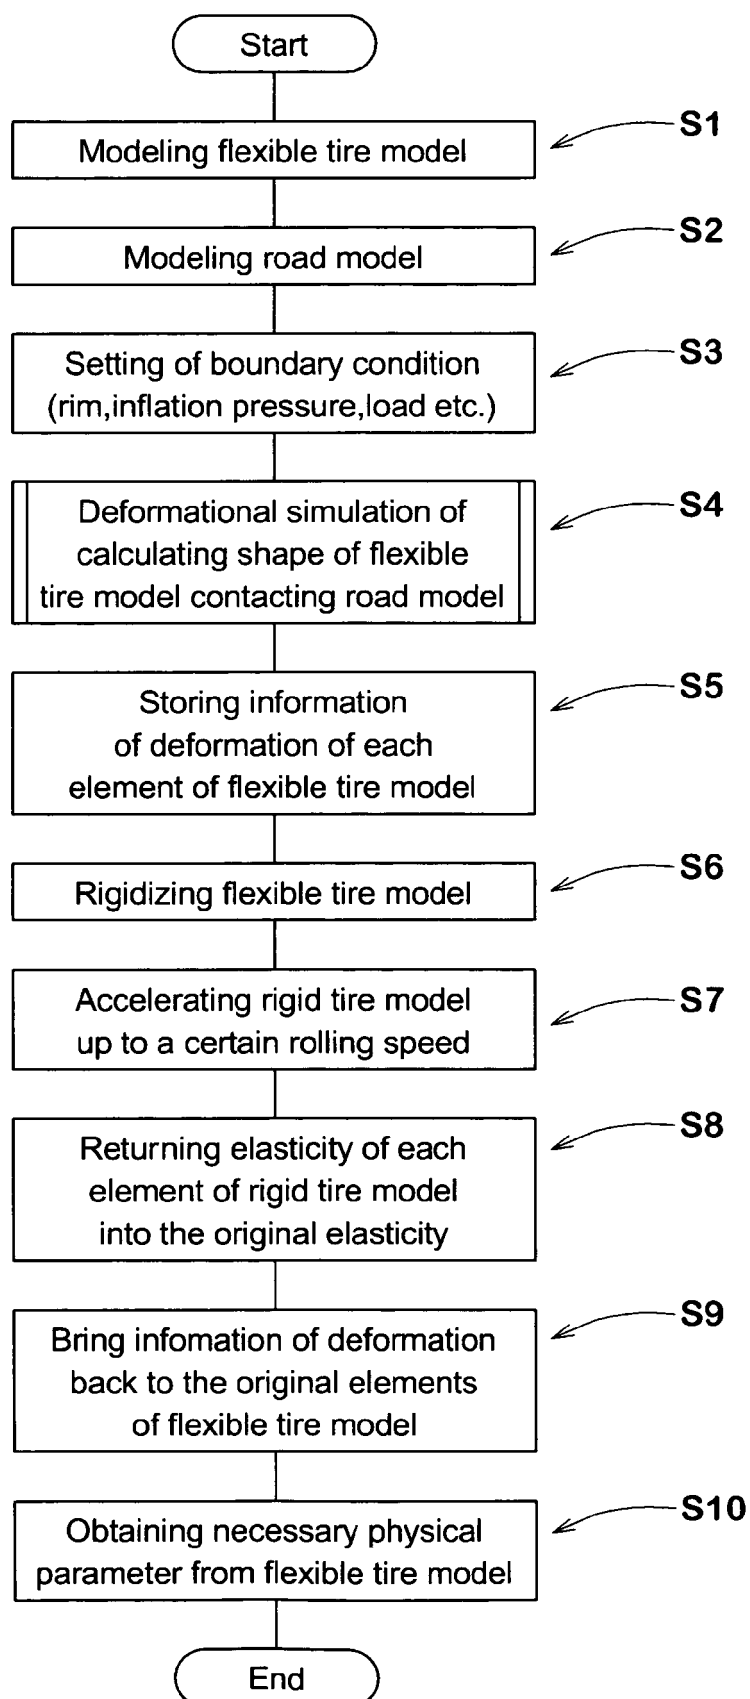 Start
Modeling flexible tire model
S1
Modeling road model
S2
Setting of boundary condition
(rim,inflation pressure,load etc.)
S3
Deformational simulation of
calculating shape of flexible
tire model contacting road model
S4
Storing information
of deformation of each
element of flexible tire model
S5
Rigidizing flexible tire model
S6
Accelerating rigid tire model
up to a certain rolling speed
S7
Returning elasticity of each
element of rigid tire model
into the original elasticity
S8
Bring infomation of deformation
back to the original elements
of flexible tire model
S9
Obtaining necessary physical
parameter from flexible tire model
S10
End